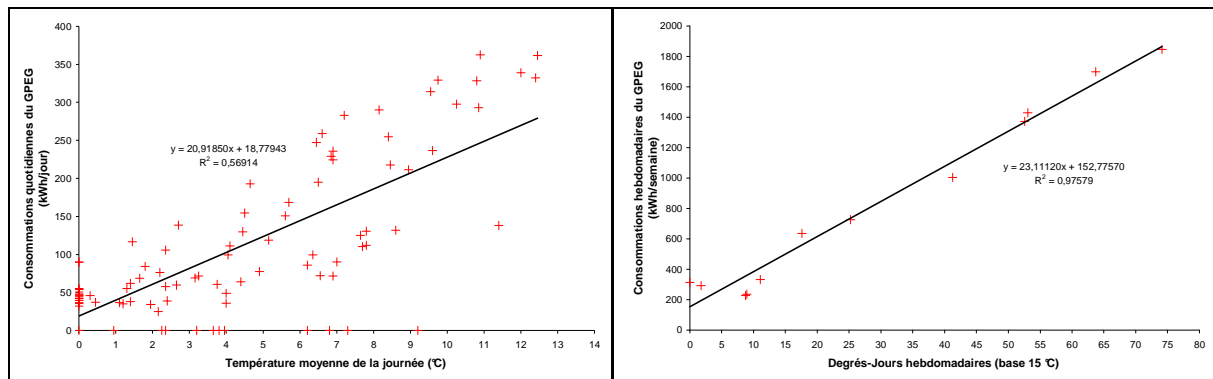 Consommations quotidiennes du GPEG
(kWh/jour)
400
350
300
250
200
150
100
50
0
y = 20,91850x + 18,77943
R² = 0,56914
0 1 2 3 4 5 6 7 8 9 10 11 12 13 14
Température moyenne de la journée (°C)
Consommations hebdomadaires du GPEG
(kWh/semaine)
2000
1800
1600
1400
1200
1000
800
600
400
200
0
y = 23,11120x + 152,77570
R² = 0,97579
0 5 10 15 20 25 30 35 40 45 50 55 60 65 70 75 80
Degrés-Jours hebdomadaires (base 15 °C)